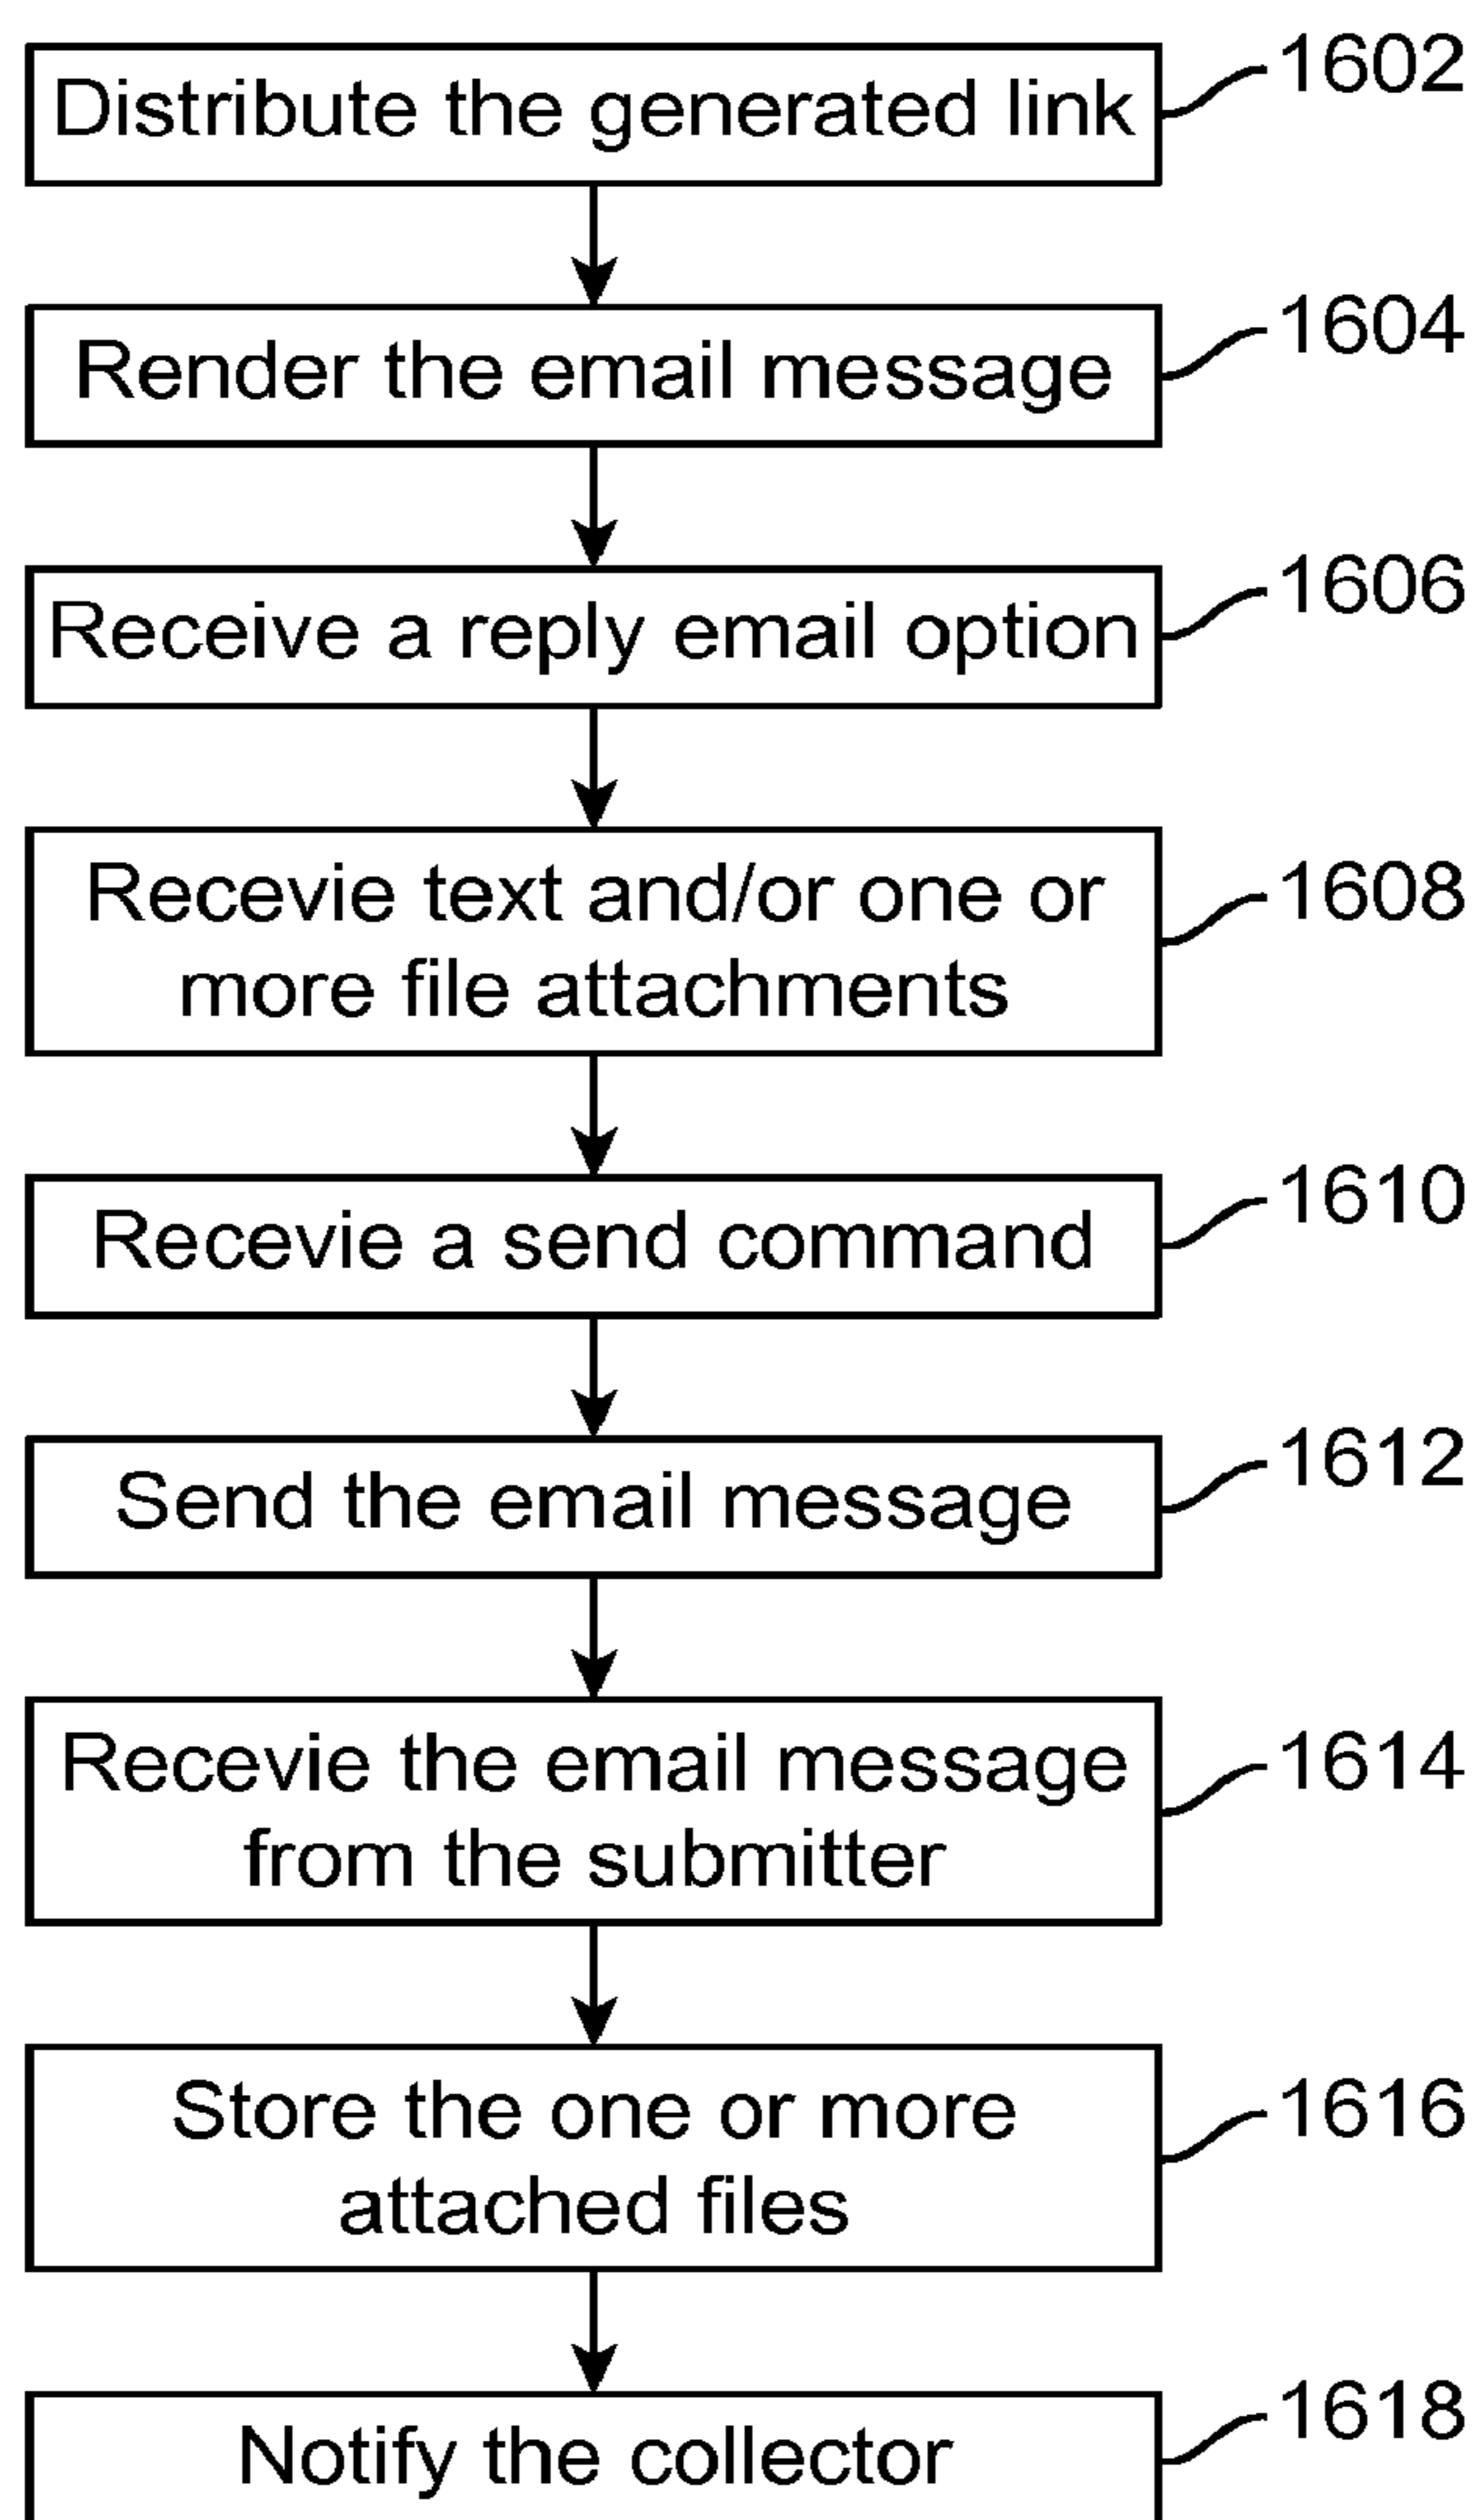 Distribute the generated link
1602
Render the email message
1604
Receive a reply email option
1606
Recevie text and/or one or
more file attachments
1608
Recevie a send command
1610
Send the email message
1612
Recevie the email message
from the submitter
1614
Store the one or more
attached files
1616
Notify the collector
1618